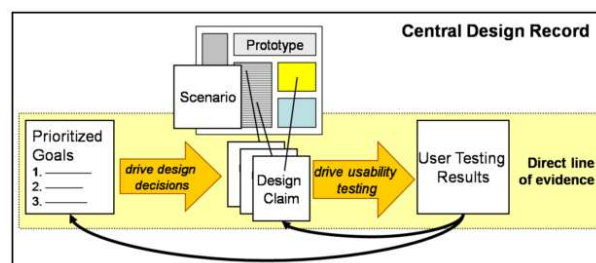 Central Design Record
Prototype
Scenario
Prioritized
Goals
1.
2.
3.
drive design
decisions
Design
Claim
drive usability
testing
User Testing
Results
Direct line
of evidence